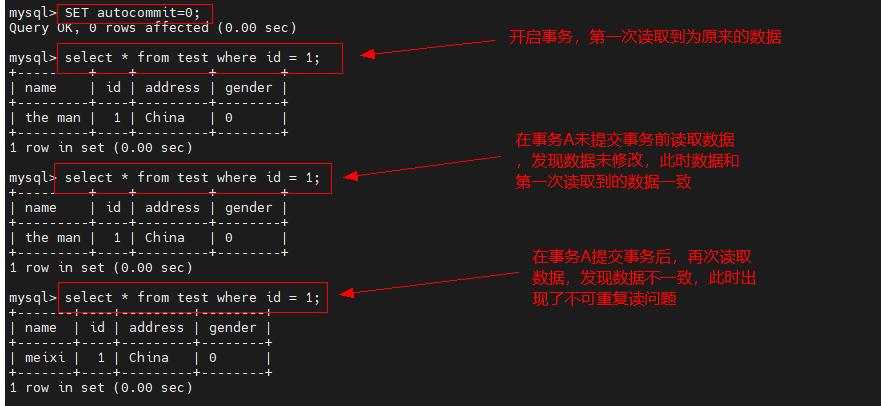 mysql> SET autocommit=0;
Query OK, 0 rows affected (0.00 sec)
开启事务，第一次读取到为原来的数据
mysql> select * from test where id = 1;
+---------+----+---------+--------+
| name    | id | address | gender |
+---------+----+---------+--------+
| the man |  1 | China   | 0      |
+---------+----+---------+--------+
1 row in set (0.00 sec)
在事务A未提交事务前读取数据
，发现数据未修改，此时数据和
第一次读取到的数据一致
mysql> select * from test where id = 1;
+---------+----+---------+--------+
| name    | id | address | gender |
+---------+----+---------+--------+
| the man |  1 | China   | 0      |
+---------+----+---------+--------+
1 row in set (0.00 sec)
在事务A提交事务后，再次读取
数据，发现数据不一致，此时出
现了不可重复读问题
mysql> select * from test where id = 1;
+-------+----+---------+--------+
| name  | id | address | gender |
+-------+----+---------+--------+
| meixi |  1 | China   | 0      |
+-------+----+---------+--------+
1 row in set (0.00 sec)